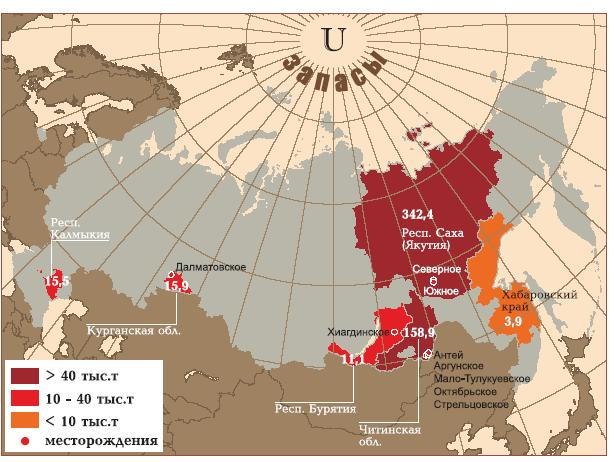 U
Запасы
342,4
Респ. Саха
(Якутия)
Респ.
Калмыкия
Северное
Южное
Далматовское
15,5
15,9
Хабаровский
край
3,9
Курганская обл.
Хиагдинское
158,9
11,1
Антей
Аргунское
Мало-Тулукуевское
Октябрьское
Стрельцовское
> 40 тыс.т
10 - 40 тыс.т
< 10 тыс.т
месторождения
Респ. Бурятия
Читинская
обл.